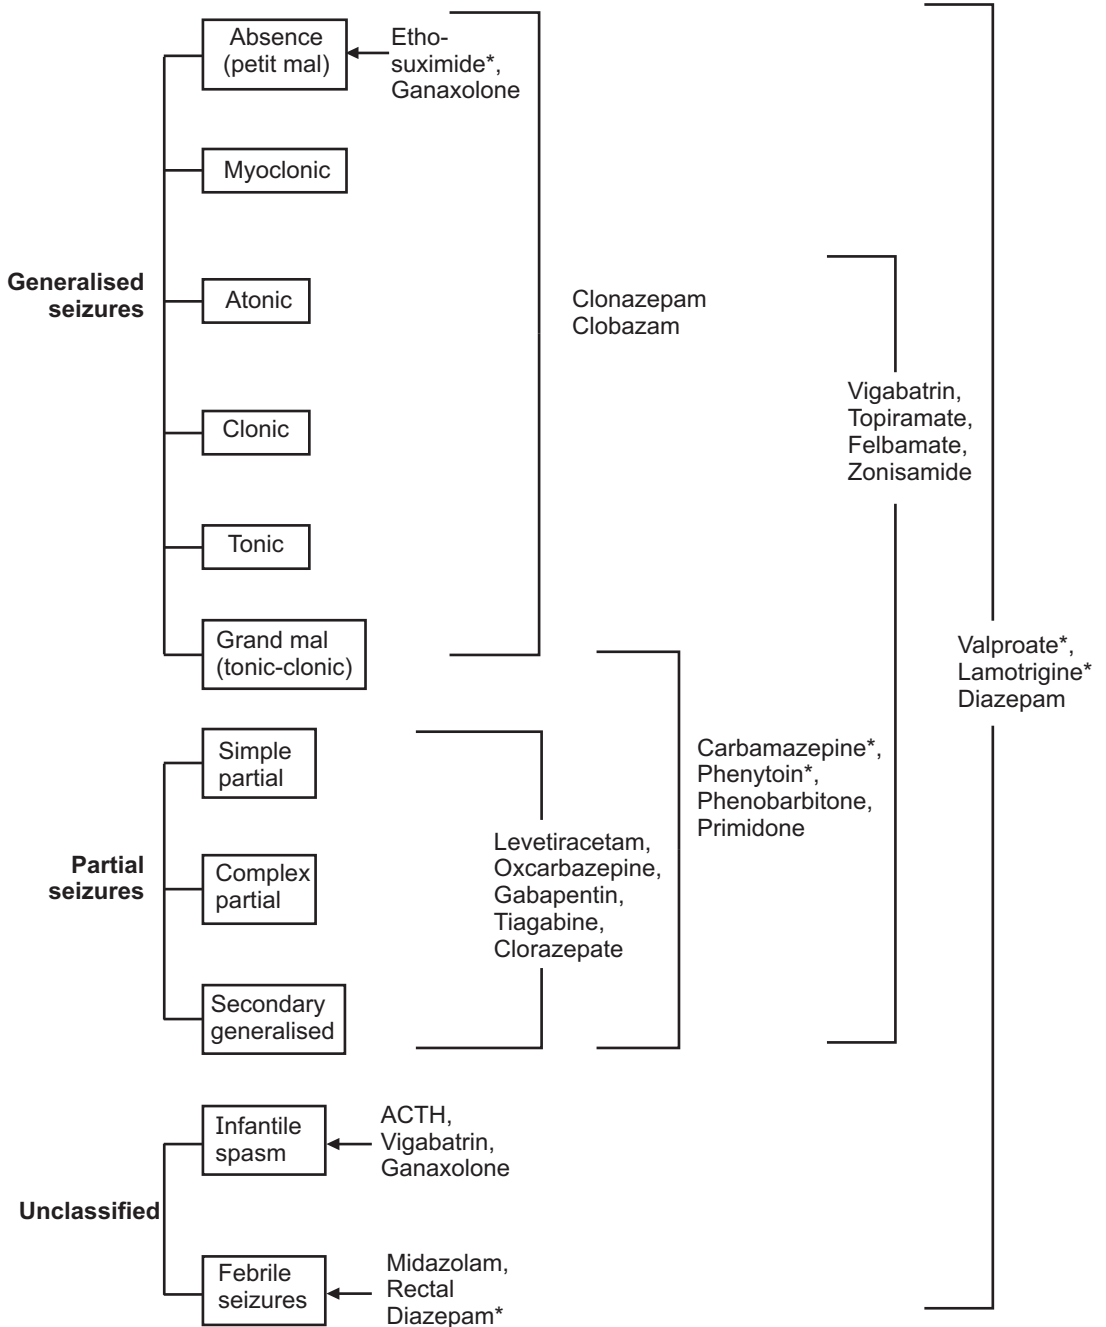 Absence
(petit mal)
Etho-
suximide*,
Ganaxolone
Myoclonic
Generalised
seizures
Atonic
Clonazepam
Clobazam
Clonic
Vigabatrin,
Topiramate,
Felbamate,
Zonisamide
Tonic
Grand mal
(tonic-clonic)
Valproate*,
Lamotrigine*
Diazepam
Simple
partial
Carbamazepine*,
Phenytoin*,
Phenobarbitone,
Primidone
Partial
seizures
Complex
partial
Levetiracetam,
Oxcarbazepine,
Gabapentin,
Tiagabine,
Clorazepate
Secondary
generalised
Infantile
spasm
ACTH,
Vigabatrin,
Ganaxolone
Unclassified
Febrile
seizures
Midazolam,
Rectal
Diazepam*